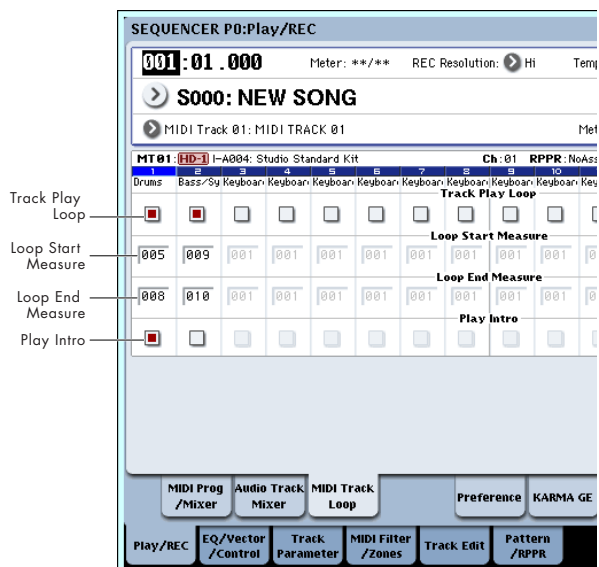 SEQUENCER P0:Play/REC
001:01.000 Meter: **/** REC Resolution: Hi Temp
S000: NEW SONG
MIDI Track 01: MIDI TRACK 01 Met
MT01: HD-1 I-A004: Studio Standard Kit Ch:01 RPPR:NoAss
1 2 3 4 5 6 7 8 9 10
Drums Bass/Sy Keyboar Keyboar Keyboar Keyboar Keyboar Keyboar Keyboar Keyboar Key
Track Play Loop
Track Play
Loop
Loop Start Measure
Loop Start
Measure
005 009 001 001 001 001 001 001 001 001 0
Loop End Measure
Loop End
Measure
008 010 001 001 001 001 001 001 001 001 0
Play Intro
Play Intro
MIDI Prog
/Mixer
Audio Track
Mixer
MIDI Track
Loop
Preference
KARMA GE
Play/REC
EQ/Vector
/Control
Track
Parameter
MIDI Filter
/Zones
Track Edit
Pattern
/RPPR